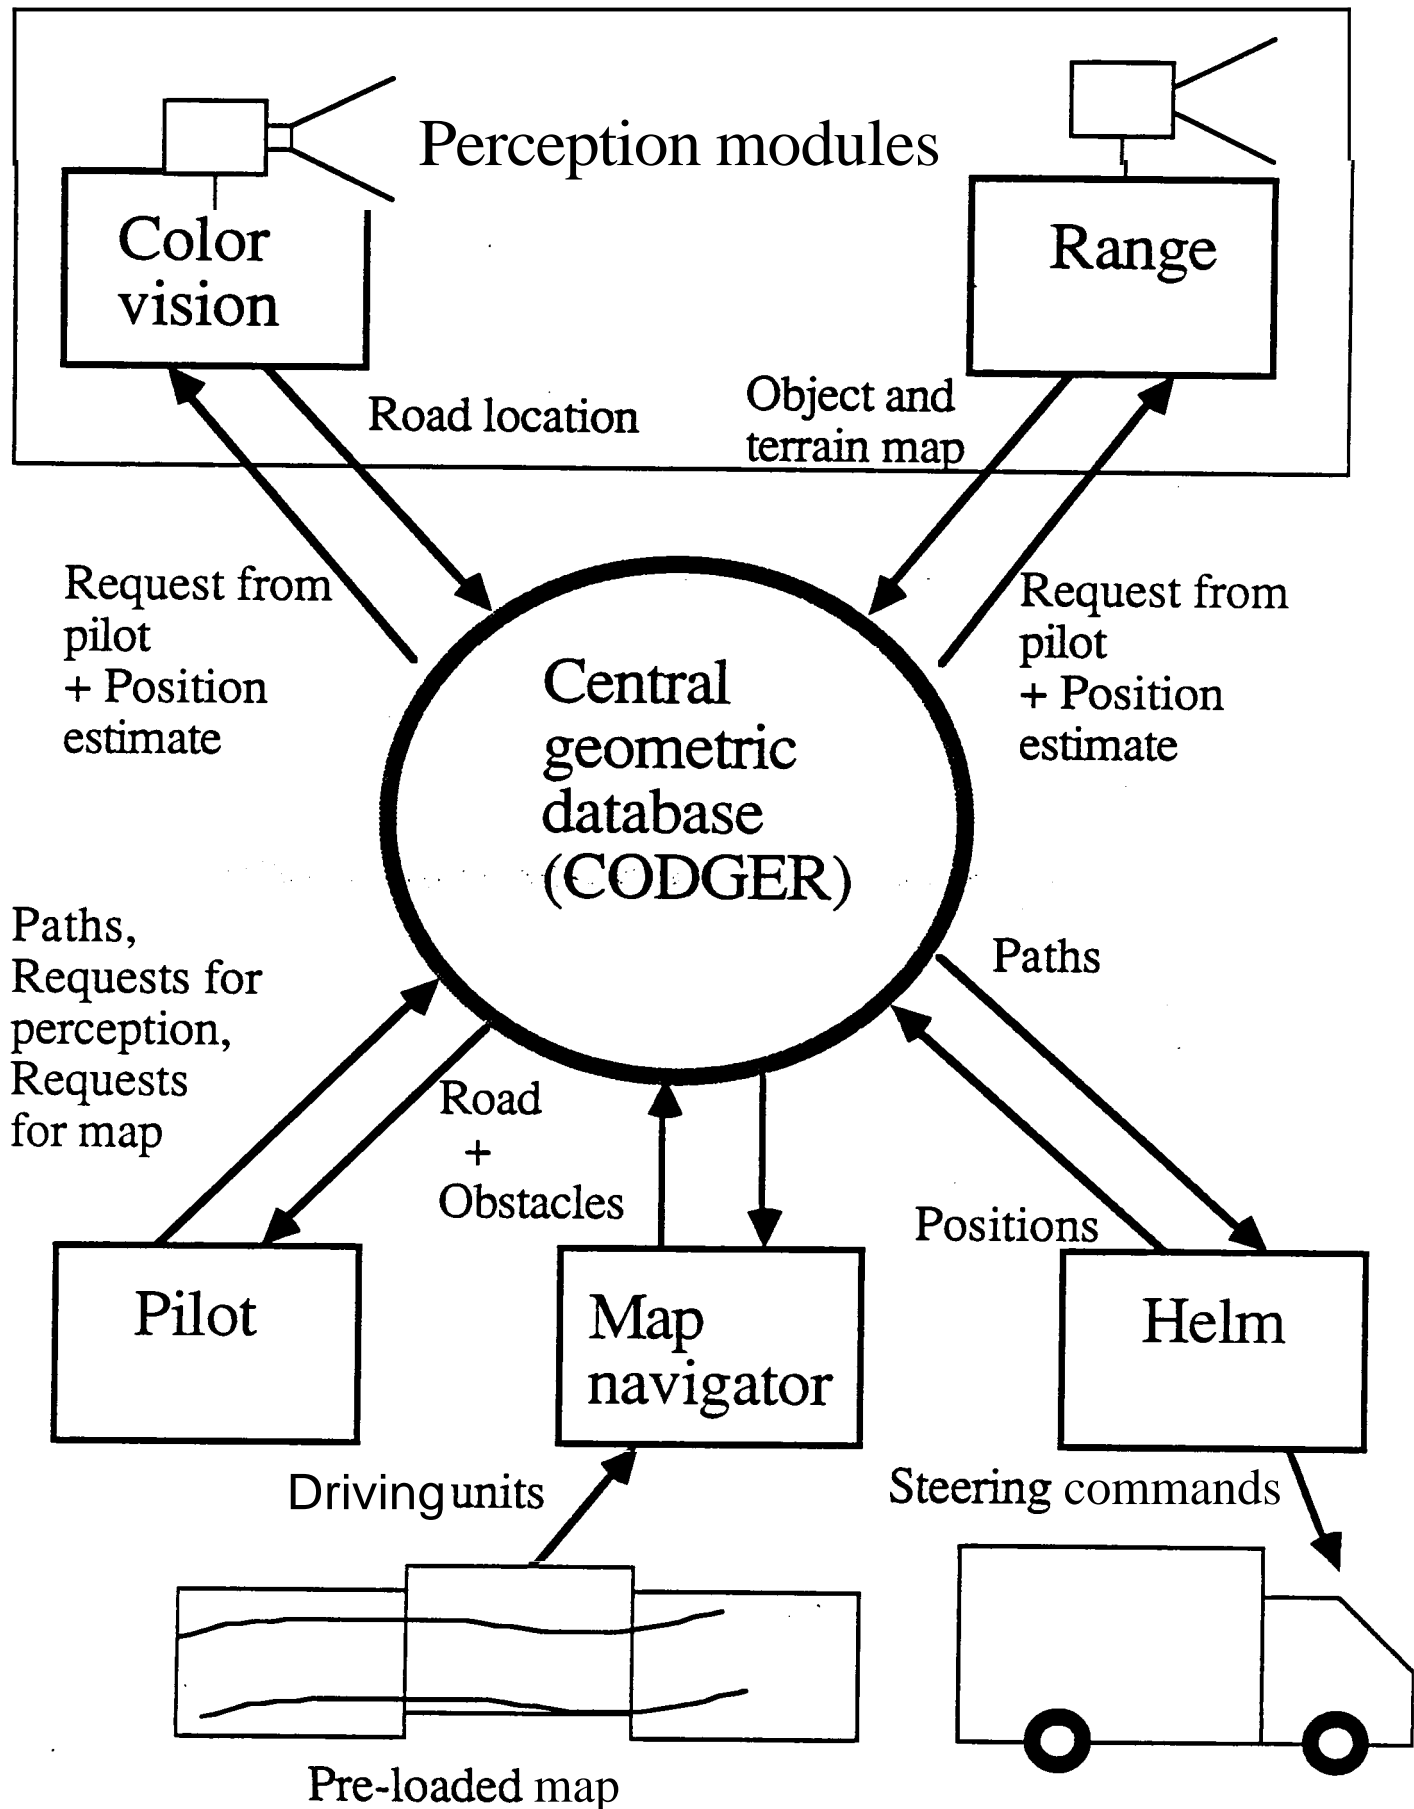 Perception modules
Color
vision
Range
Road location
Object and
terrain map
Request from
pilot
+ Position
estimate
Request from
pilot
+ Position
estimate
Central
geometric
database
(CODGER)
Paths,
Requests for
perception,
Requests
for map
Paths
Road
+
Obstacles
Positions
Pilot
Map
navigator
Helm
Driving units
Steering commands
Pre-loaded map